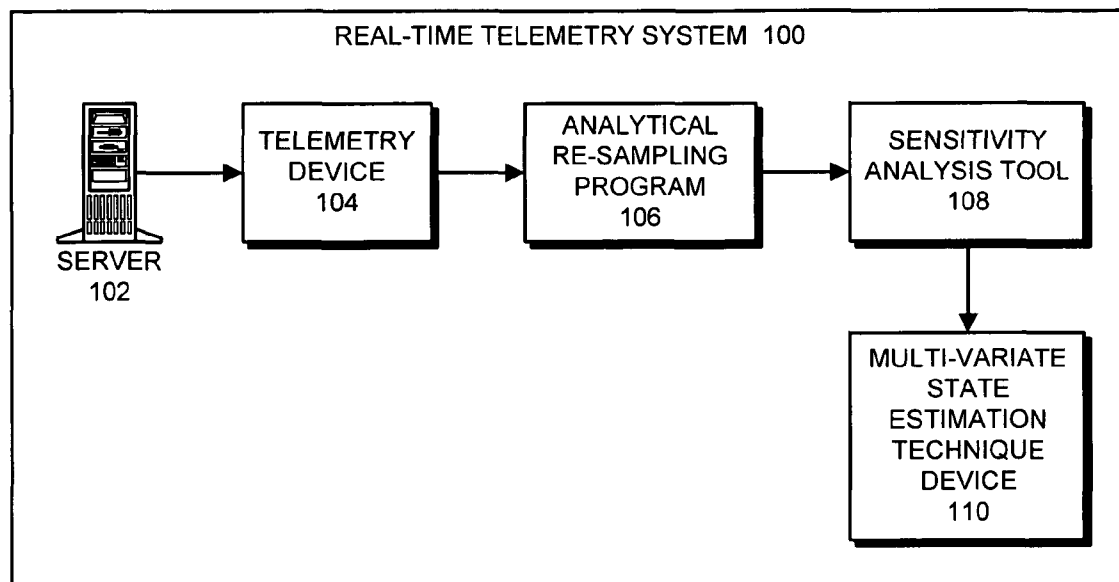 REAL-TIME TELEMETRY SYSTEM 100
SERVER
102
TELEMETRY
DEVICE
104
ANALYTICAL
RE-SAMPLING
PROGRAM
106
SENSITIVITY
ANALYSIS TOOL
108
MULTI-VARIATE
STATE
ESTIMATION
TECHNIQUE
DEVICE
110